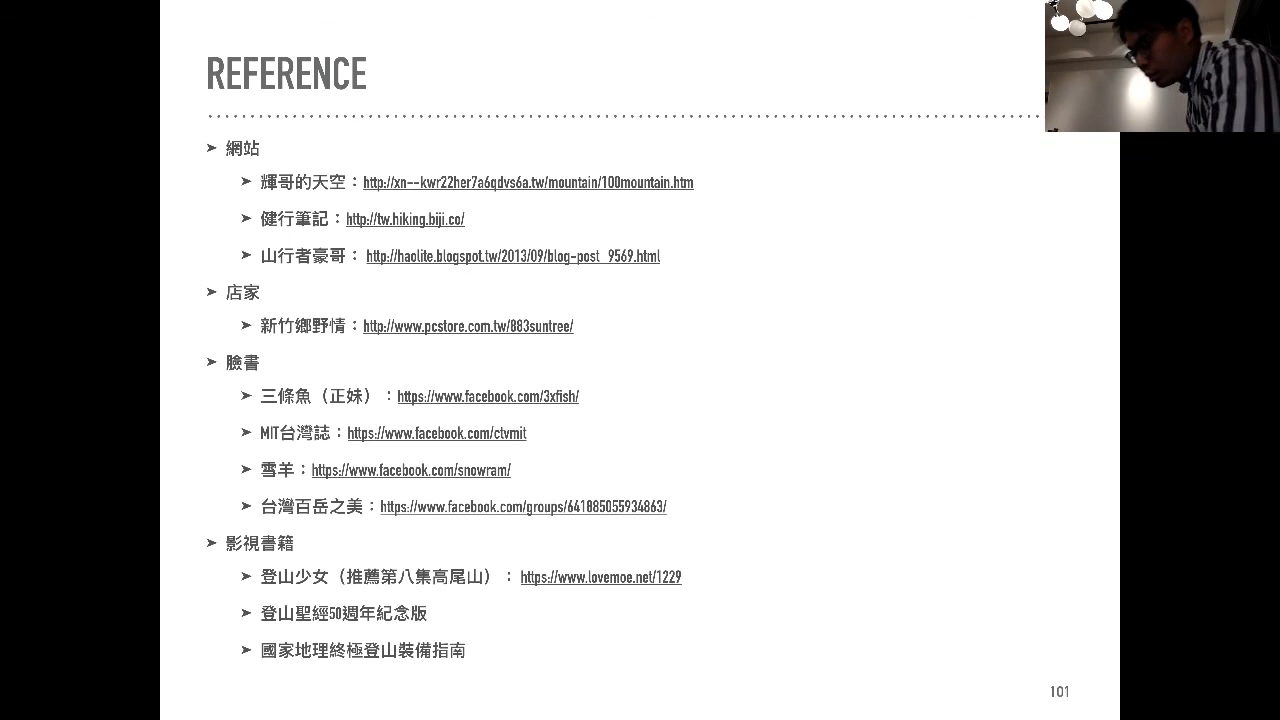 REFERENCE
➤ 網站
➤ 輝哥的天空：http://xn--kwr22her7a6qdvs6a.tw/mountain/100mountain.htm
➤ 健行筆記：http://tw.hiking.biji.co/
➤ 山行者豪哥： http://haolite.blogspot.tw/2013/09/blog-post_9569.html
➤ 店家
➤ 新竹鄉野情：http://www.pcstore.com.tw/883suntree/
➤ 臉書
➤ 三條魚（正妹）：https://www.facebook.com/3xfish/
➤ MIT台灣誌：https://www.facebook.com/ctvmit
➤ 雪羊：https://www.facebook.com/snowram/
➤ 台灣百岳之美：https://www.facebook.com/groups/641885055934863/
➤ 影視書籍
➤ 登山少女（推薦第八集高尾山）： https://www.lovemoe.net/1229
➤ 登山聖經50週年紀念版
➤ 國家地理終極登山裝備指南
101